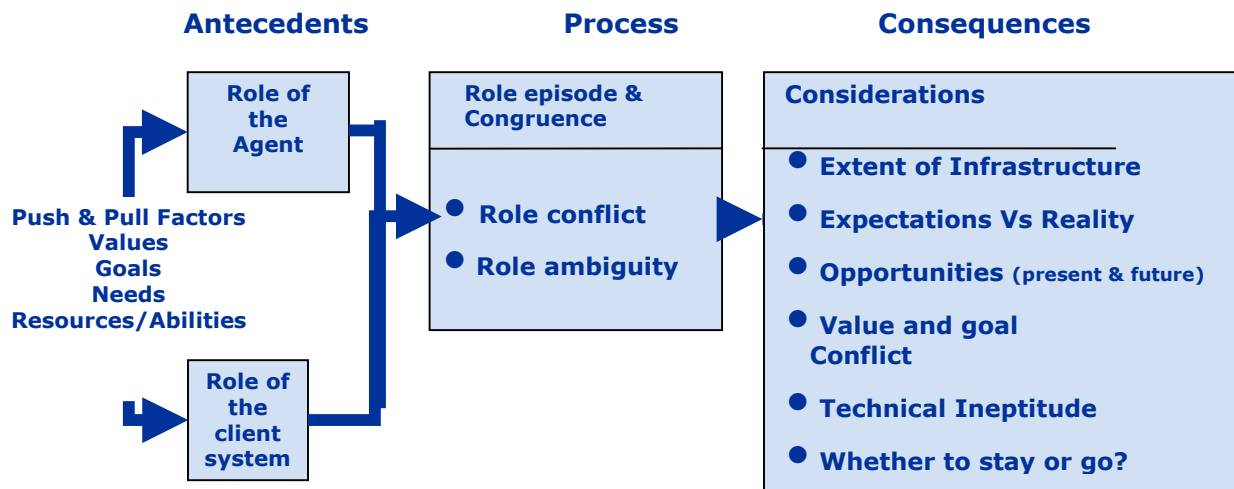 Antecedents
Process
Consequences
Role of
the
Agent
Push & Pull Factors
Values
Goals
Needs
Resources/Abilities
Role of
the
client
system
Role episode &
Congruence
● Role conflict
● Role ambiguity
Considerations
● Extent of Infrastructure
● Expectations Vs Reality
● Opportunities (present & future)
● Value and goal
Conflict
● Technical Ineptitude
● Whether to stay or go?